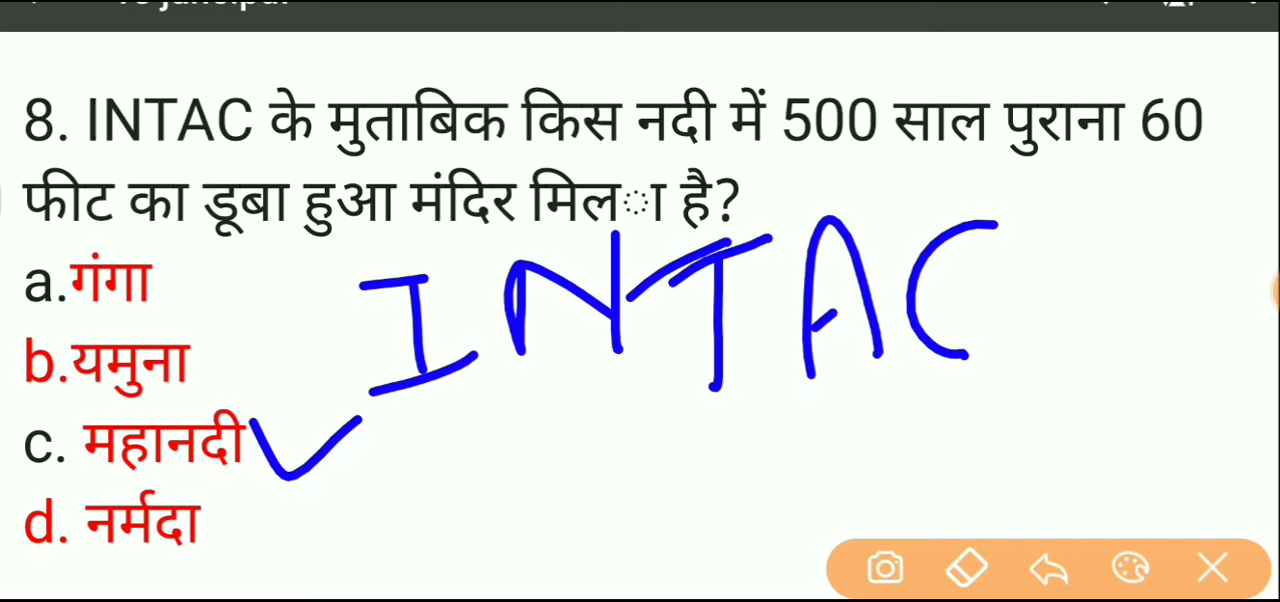 8. INTAC के मुताबिक किस नदी में 500 साल पुराना 60
फीट का डूबा हुआ मंदिर मिल◌ा है?
a.गंगा
INTAC
b.यमुना
c. महानदी
d. नर्मदा